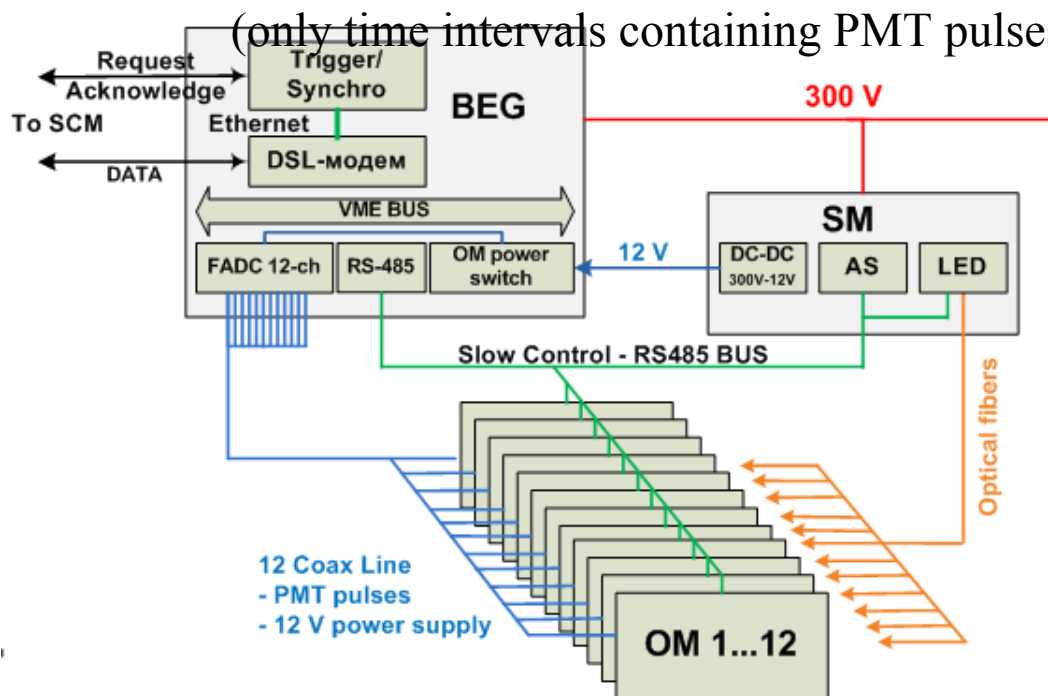 (only time intervals containing PMT pulses
Request
Acknowledge
To SCM
DATA
Trigger/
Synchro
Ethernet
DSL-модем
BEG
VME BUS
FADC 12-ch
RS-485
OM power
switch
300 V
12 V
SM
DC-DC
300V-12V
AS
LED
Slow Control - RS485 BUS
Optical fibers
12 Coax Line
- PMT pulses
- 12 V power supply
OM 1...12